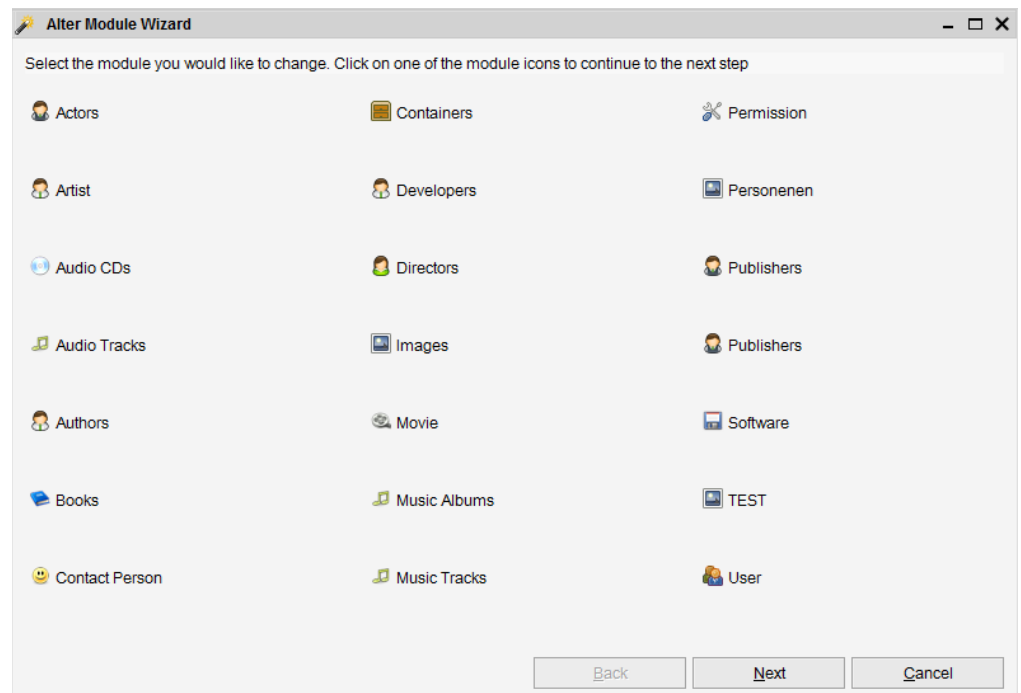 Alter Module Wizard
Select the module you would like to change. Click on one of the module icons to continue to the next step
Actors
Containers
Permission
Artist
Developers
Personenen
Audio CDs
Directors
Publishers
Audio Tracks
Images
Publishers
Authors
Movie
Software
Books
Music Albums
TEST
Contact Person
Music Tracks
User
Back
Next
Cancel